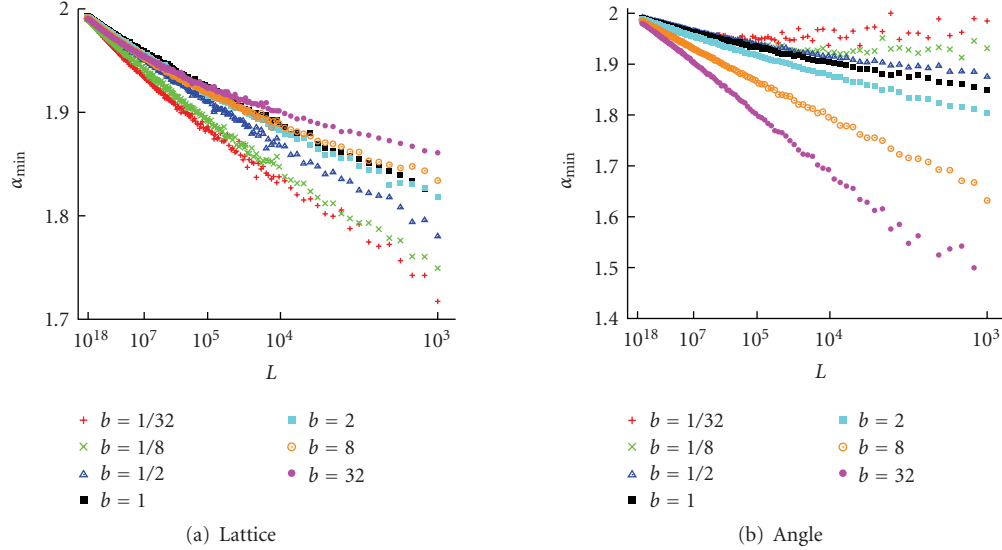 2
1.9
1.8
1.7
α_min
10^18
10^7
10^5
10^4
10^3
L
b = 1/32
b = 1/8
b = 1/2
b = 1
b = 2
b = 8
b = 32
(a) Lattice
2
1.9
1.8
1.7
1.6
1.5
1.4
α_min
10^18
10^7
10^5
10^4
10^3
L
b = 1/32
b = 1/8
b = 1/2
b = 1
b = 2
b = 8
b = 32
(b) Angle